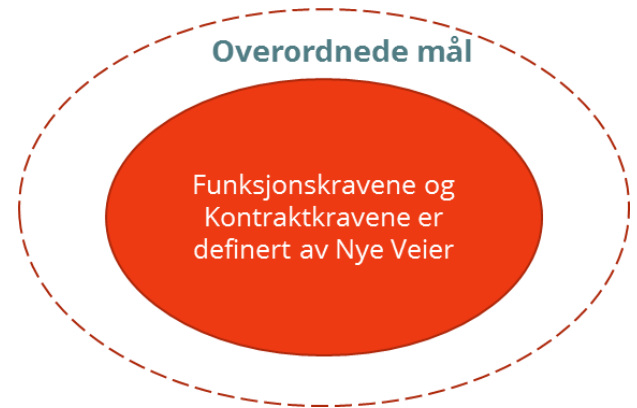 Overordnede mål
Funksjonskravene og
Kontraktkravene er
definert av Nye Veier